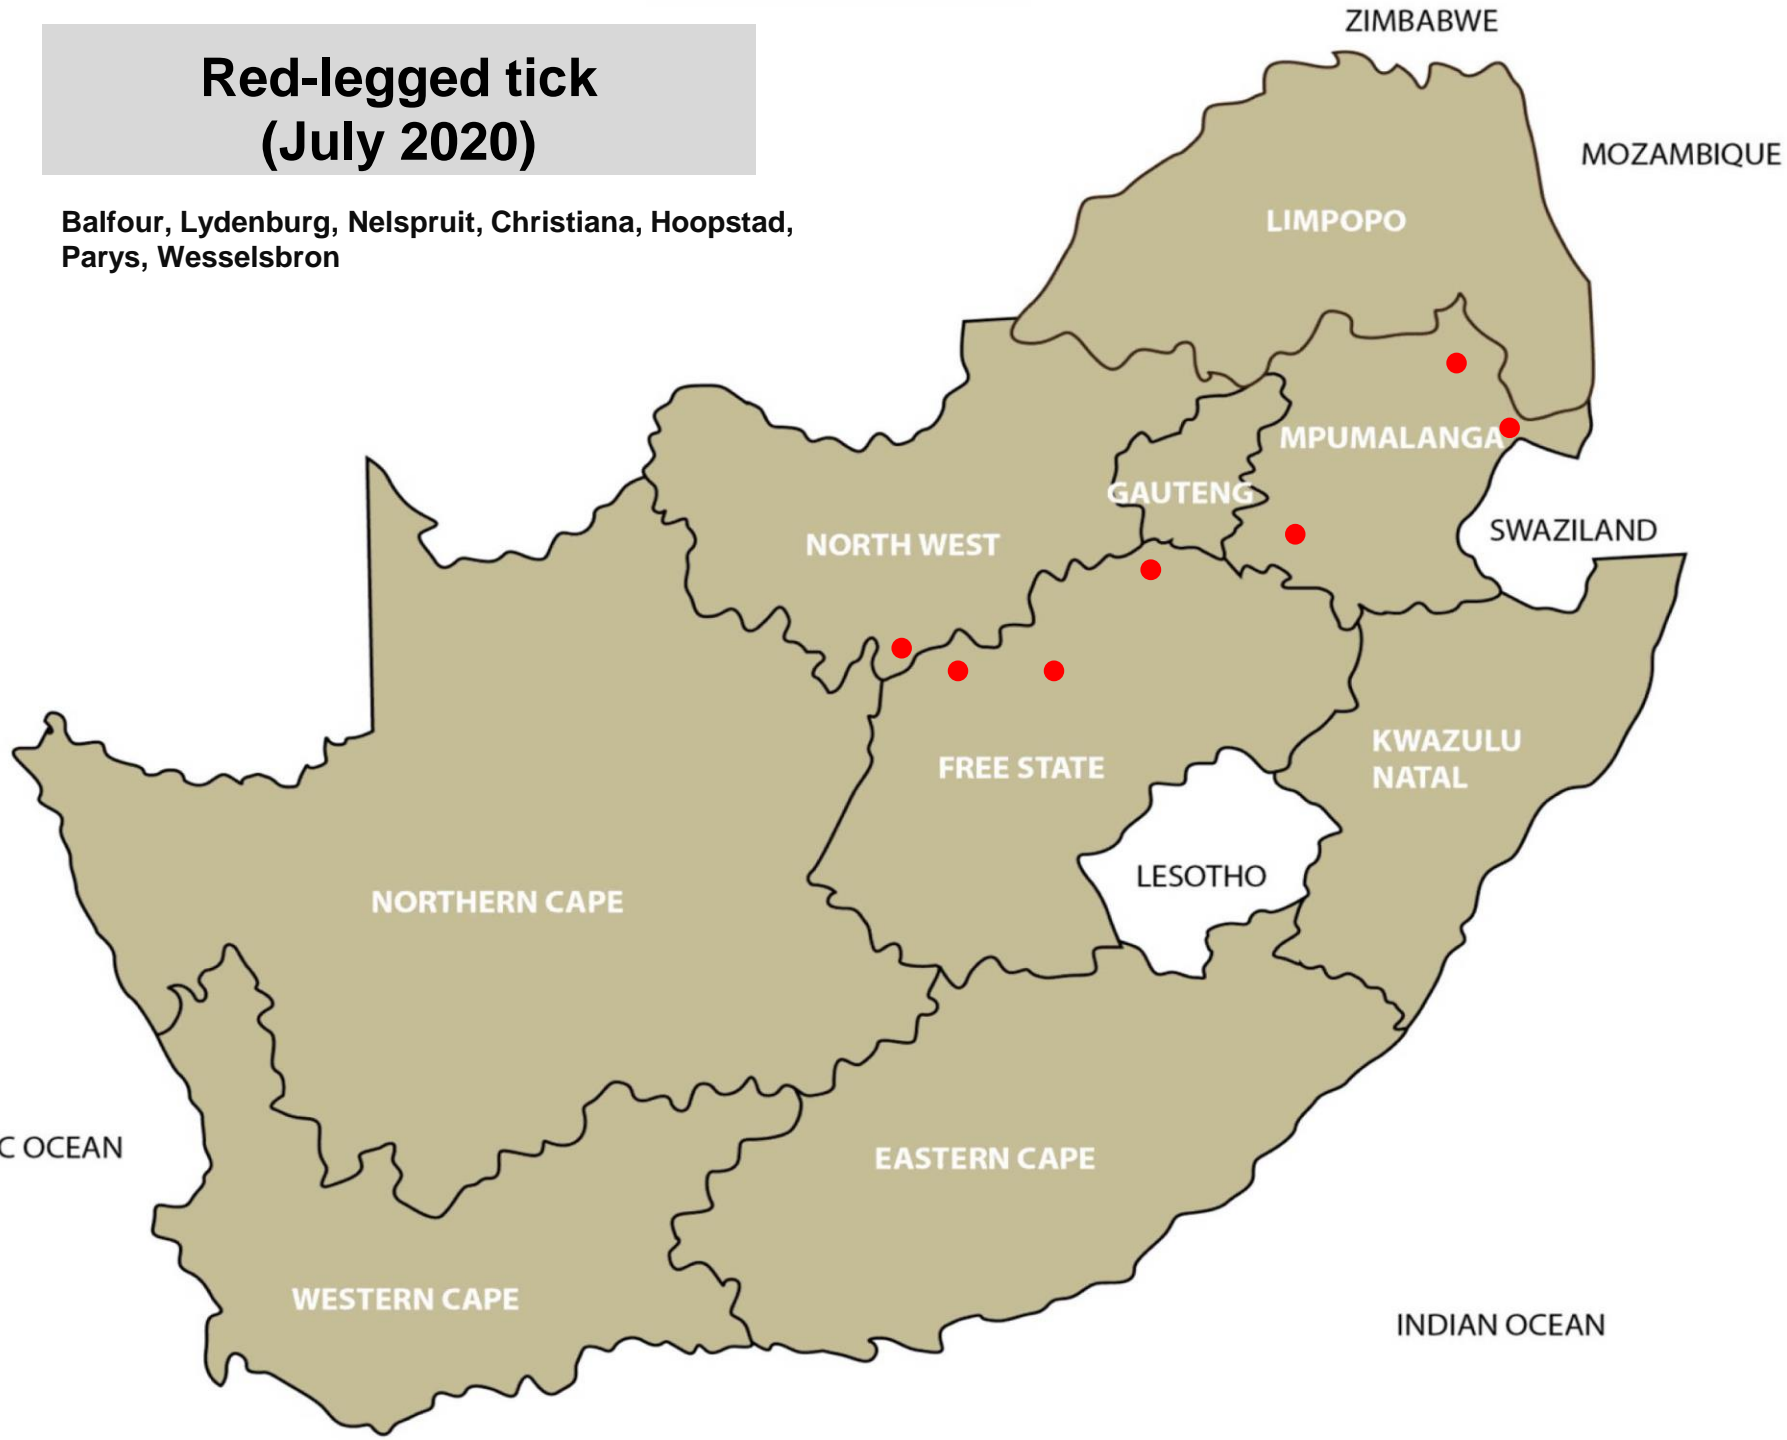 Red-legged tick
(July 2020)
Balfour, Lydenburg, Nelspruit, Christiana, Hoopstad,
Parys, Wesselsbron
ZIMBABWE
MOZAMBIQUE
LIMPOPO
MPUMALANGA
GAUTENG
NORTH WEST
SWAZILAND
KWAZULU
NATAL
FREE STATE
LESOTHO
NORTHERN CAPE
C OCEAN
EASTERN CAPE
WESTERN CAPE
INDIAN OCEAN